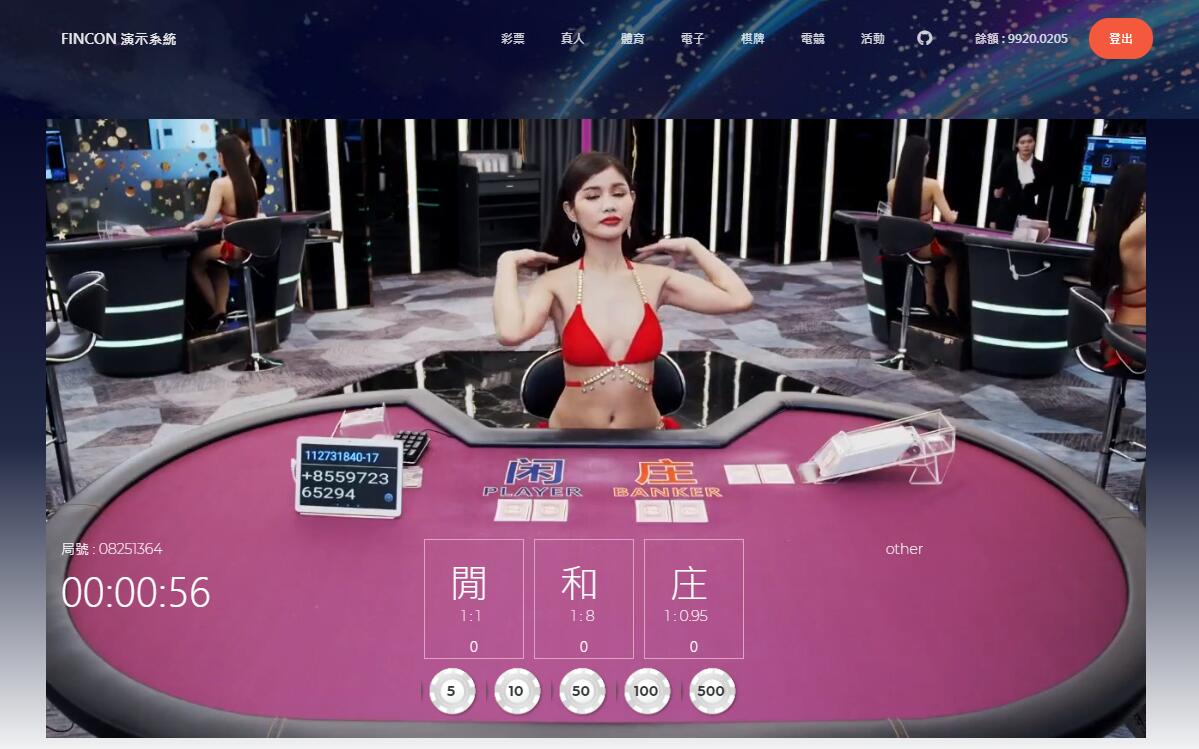 FINCON 演示系統
彩票 真人 體育 電子 棋牌 電競 活動 餘額 : 9920.0205 登出
112731840-17
+8559723
65294
闲 庄
PLAYER BANKER
局號 : 08251364
other
00:00:56
閒 和 庄
1 : 1 1 : 8 1 : 0.95
0 0 0
5 10 50 100 500